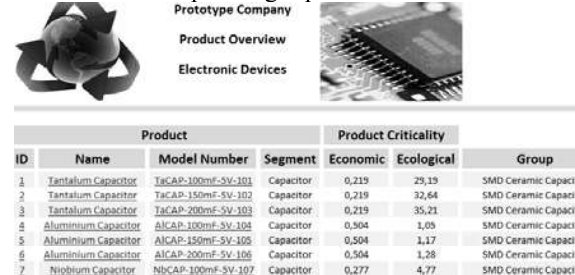 Prototype Company
Product Overview
Electronic Devices
Product Product Criticality
ID Name Model Number Segment Economic Ecological Group
1 Tantalum Capacitor TaCAP-100mF-5V-101 Capacitor 0,219 29,19 SMD Ceramic Capaci
2 Tantalum Capacitor TaCAP-150mF-5V-102 Capacitor 0,219 32,64 SMD Ceramic Capaci
3 Tantalum Capacitor TaCAP-200mF-5V-103 Capacitor 0,219 35,21 SMD Ceramic Capaci
4 Aluminium Capacitor AlCAP-100mF-5V-104 Capacitor 0,504 1,05 SMD Ceramic Capaci
5 Aluminium Capacitor AlCAP-150mF-5V-105 Capacitor 0,504 1,17 SMD Ceramic Capaci
6 Aluminium Capacitor AlCAP-200mF-5V-106 Capacitor 0,504 1,28 SMD Ceramic Capaci
7 Niobium Capacitor NbCAP-100mF-5V-107 Capacitor 0,277 4,77 SMD Ceramic Capaci